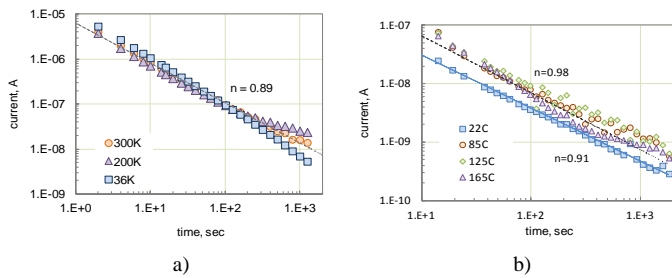 1.E-05
1.E-06
1.E-07
1.E-08
1.E-09
current, A
n = 0.89
300K
200K
36K
1.E+0 1.E+1 1.E+2 1.E+3
time, sec
a)
1.E-07
1.E-08
1.E-09
1.E-10
current, A
n=0.98
n=0.91
22C
85C
125C
165C
1.E+1 1.E+2 1.E+3
time, sec
b)